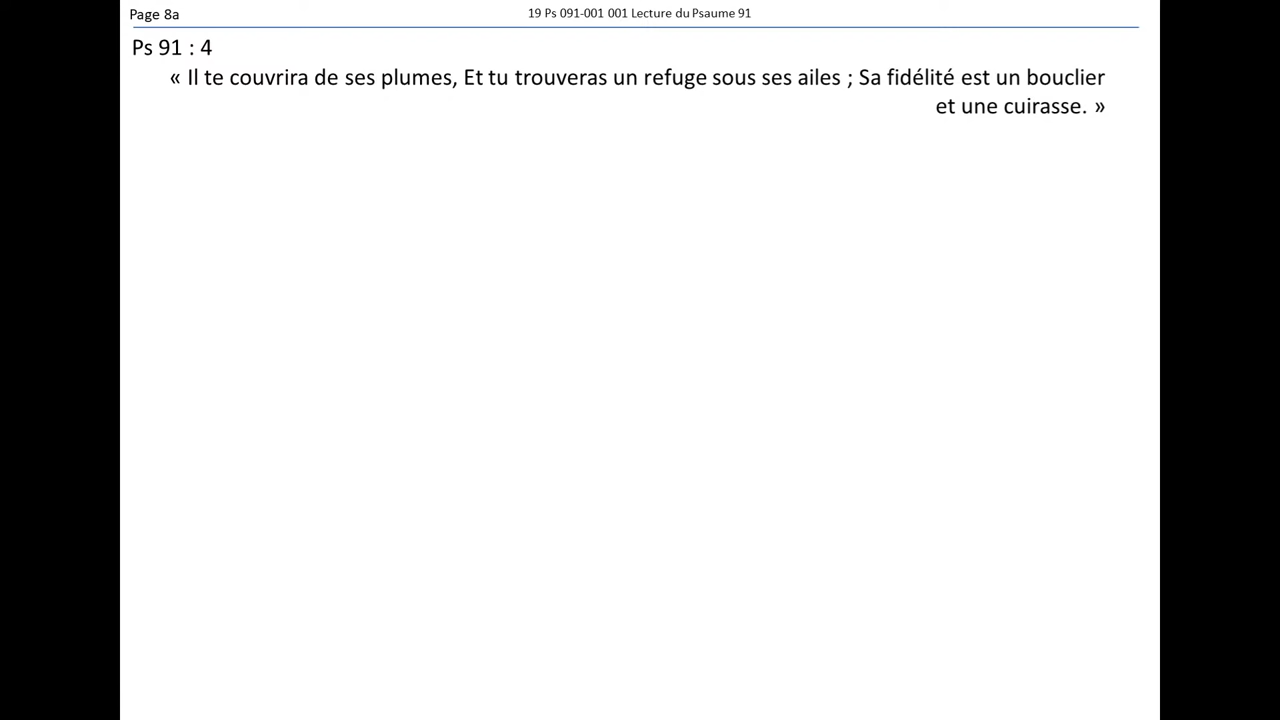 Page 8a
19 Ps 091-001 001 Lecture du Psaume 91
Ps 91 : 4
« Il te couvrira de ses plumes, Et tu trouveras un refuge sous ses ailes ; Sa fidélité est un bouclier
et une cuirasse. »